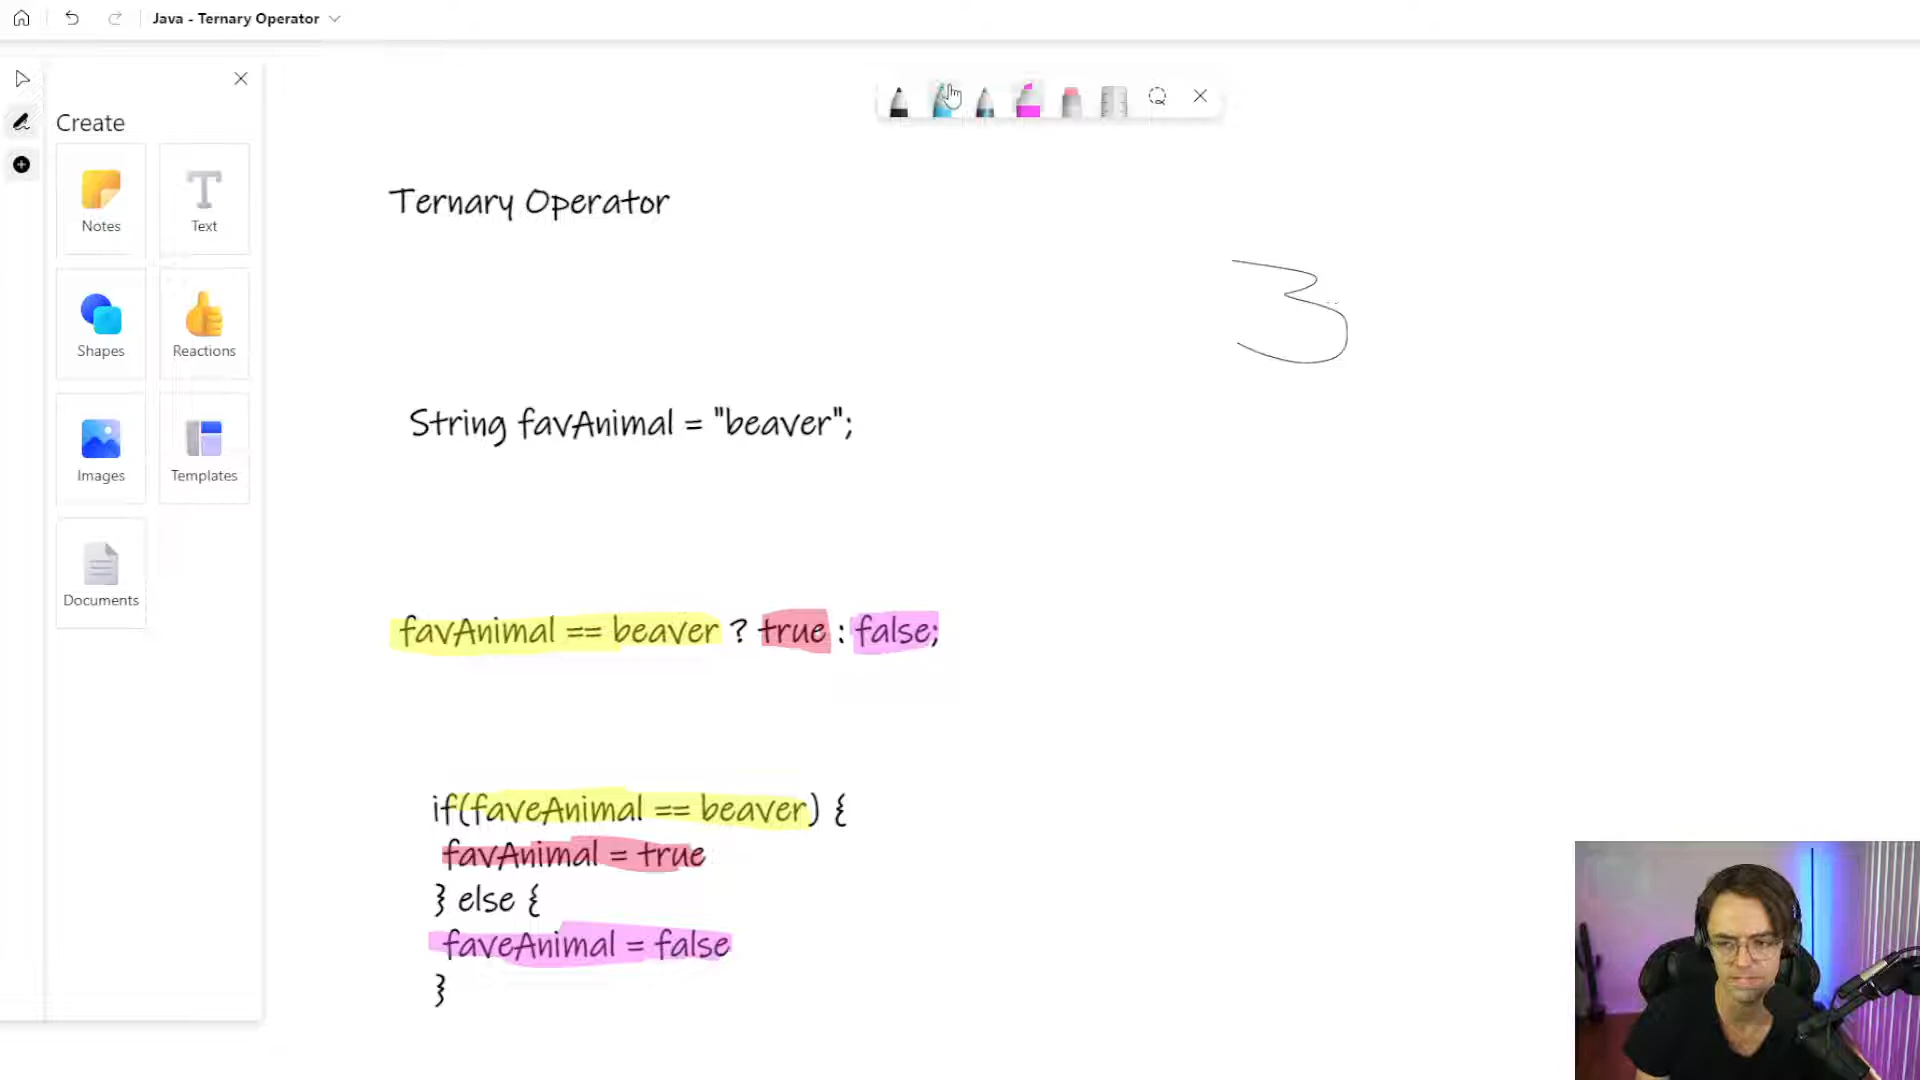 Java - Ternary Operator
Create
Notes
Text
Shapes
Reactions
Images
Templates
Documents
Ternary Operator
3
String favAnimal = "beaver";
favAnimal == beaver ? true : false;
if(faveAnimal == beaver) {
favAnimal = true
} else {
faveAnimal = false
}